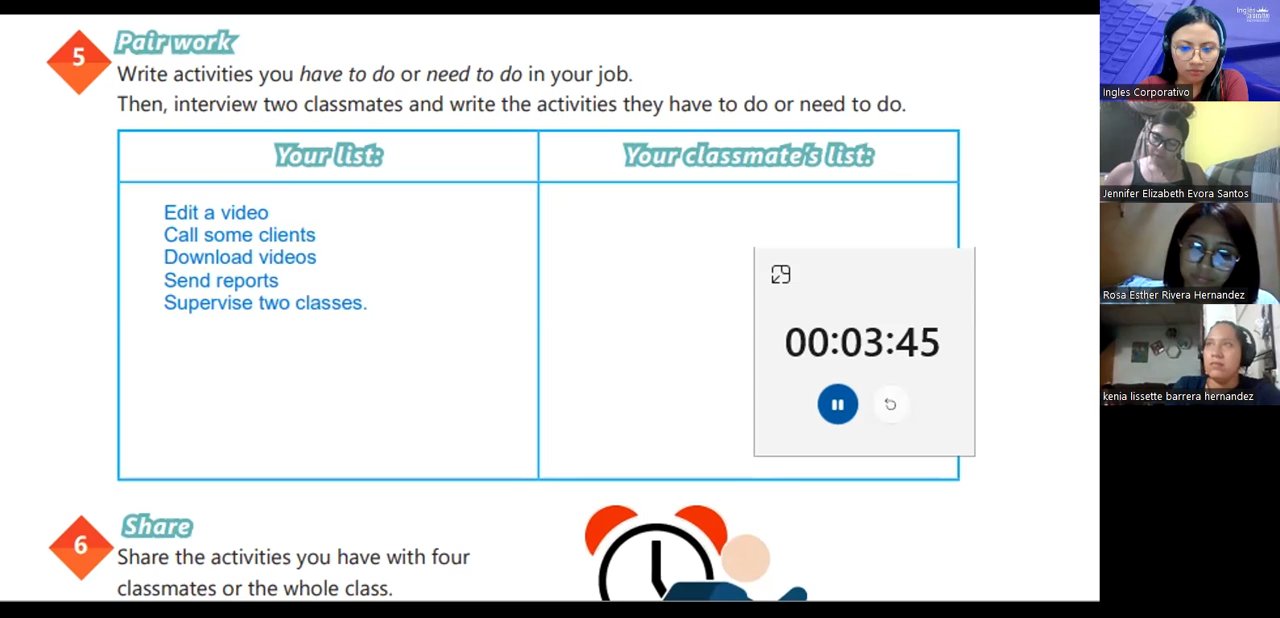 5
Pair work
Write activities you have to do or need to do in your job.
Then, interview two classmates and write the activities they have to do or need to do.
Your list:
Your classmate's list:
Edit a video
Call some clients
Download videos
Send reports
Supervise two classes.
00:03:45
6
Share
Share the activities you have with four
classmates or the whole class.
Ingles Corporativo
Jennifer Elizabeth Evora Santos
Rosa Esther Rivera Hernandez
kenia lissette barrera hernandez